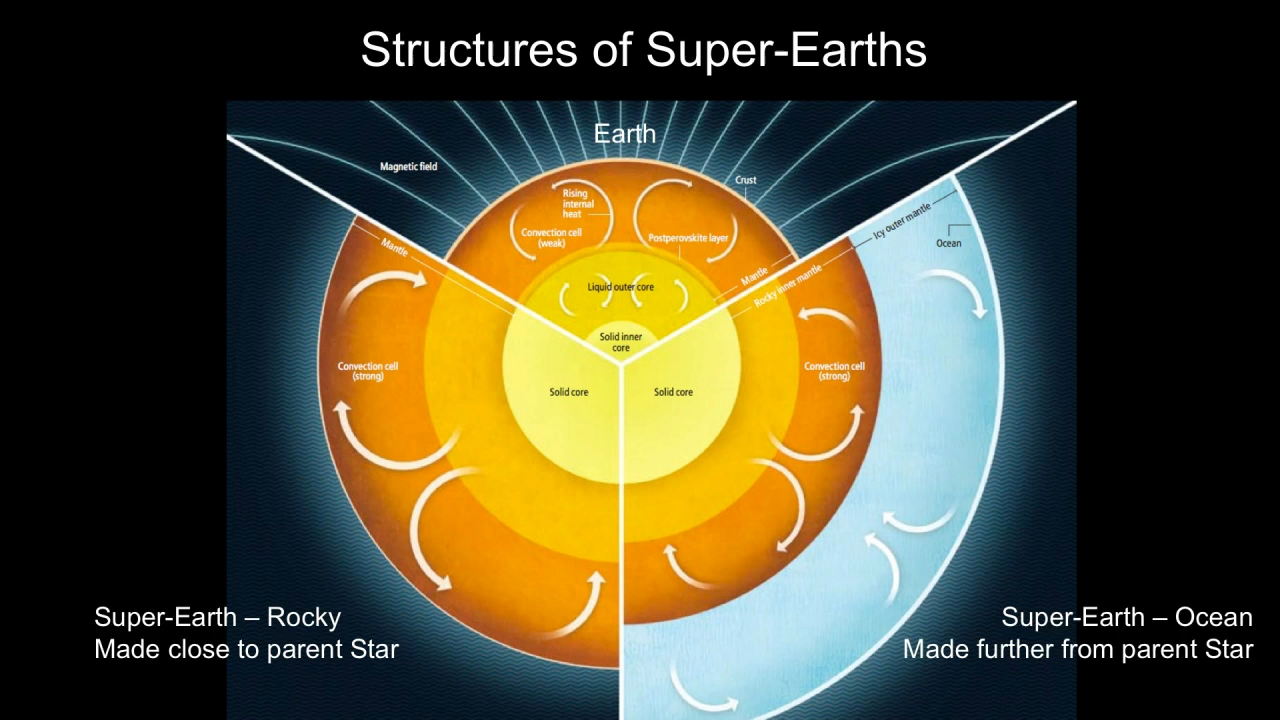 Structures of Super-Earths
Earth
Magnetic field
Crust
Rising
internal
heat
Convection cell
(weak)
Postperovskite layer
Icy outer mantle
Ocean
Mantle
Mantle
Rocky inner mantle
Liquid outer core
Solid inner
core
Convection cell
(strong)
Convection cell
(strong)
Solid core
Solid core
Super-Earth – Rocky
Made close to parent Star
Super-Earth – Ocean
Made further from parent Star